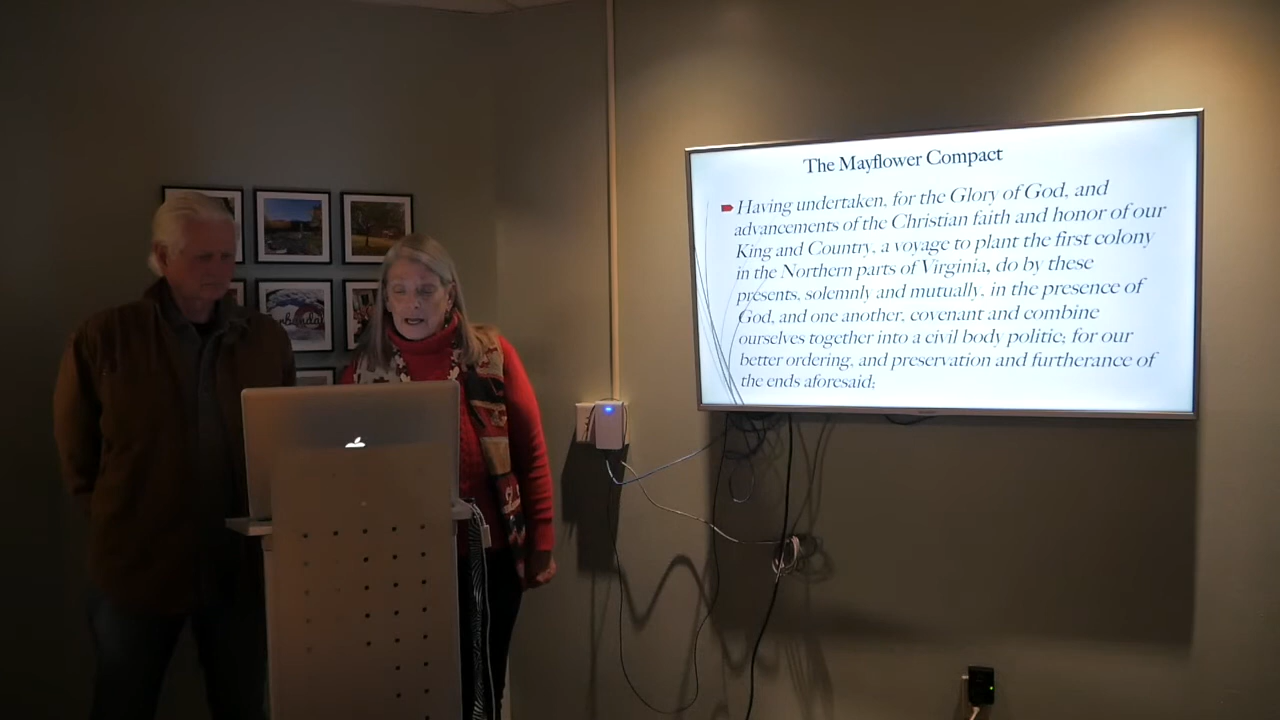 The Mayflower Compact
Having undertaken, for the Glory of God, and
advancements of the Christian faith and honor of our
King and Country, a voyage to plant the first colony
in the Northern parts of Virginia, do by these
presents, solemnly and mutually, in the presence of
God, and one another, covenant and combine
ourselves together into a civil body politic; for our
better ordering, and preservation and furtherance of
the ends aforesaid;